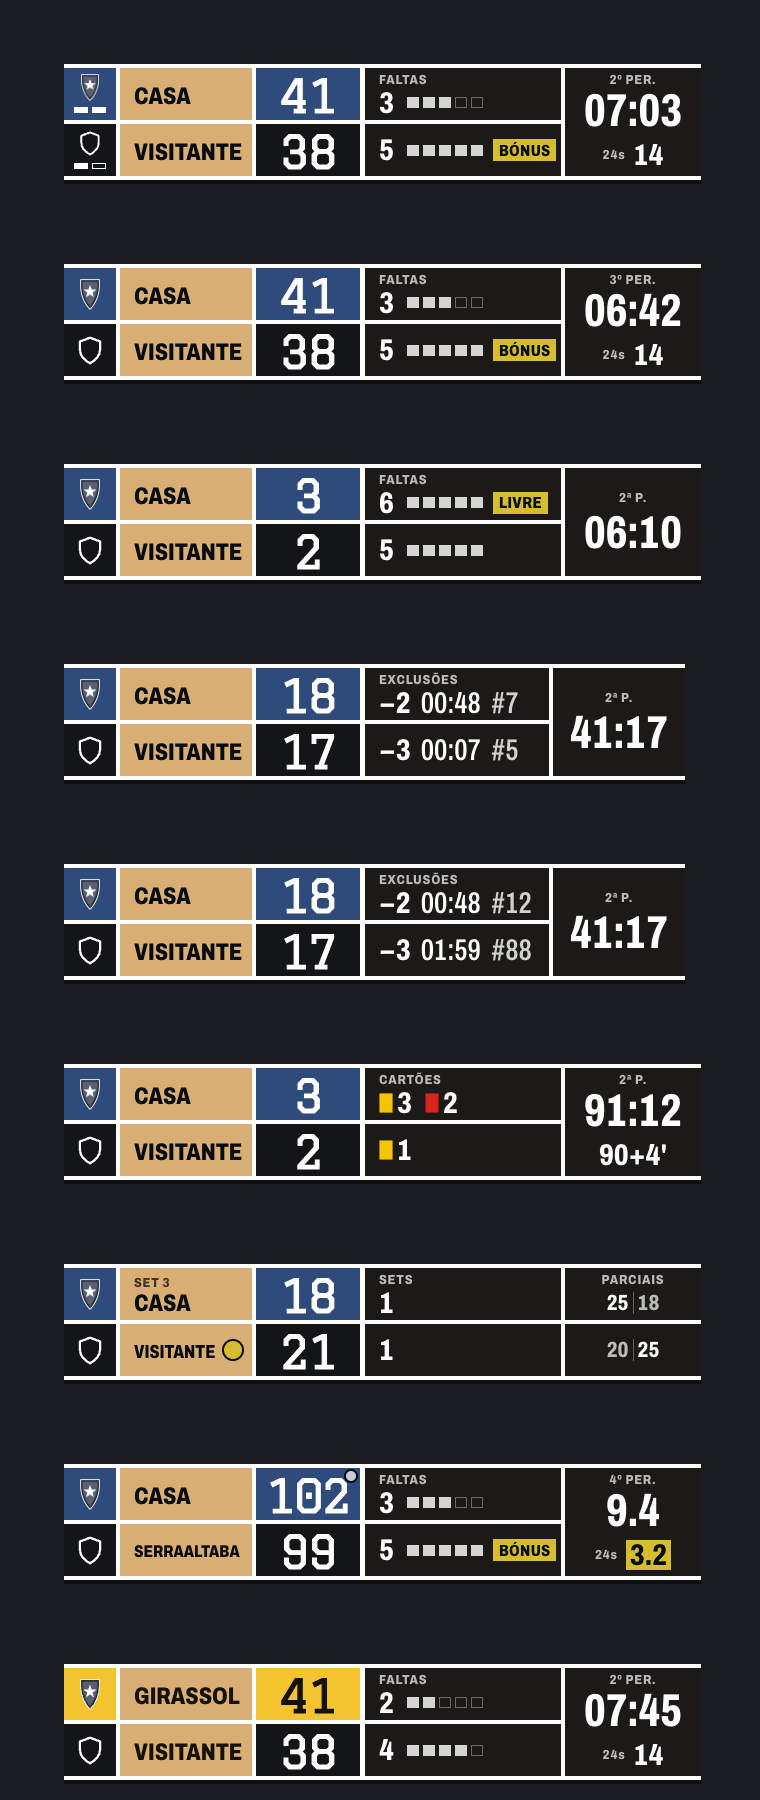 CASA 41 FALTAS 3 2º PER. 07:03
VISITANTE 38 5 BÓNUS 24s 14
CASA 41 FALTAS 3 3º PER. 06:42
VISITANTE 38 5 BÓNUS 24s 14
CASA 3 FALTAS 6 LIVRE 2ª P. 06:10
VISITANTE 2 5
CASA 18 EXCLUSÕES −2 00:48 #7 2ª P. 41:17
VISITANTE 17 −3 00:07 #5
CASA 18 EXCLUSÕES −2 00:48 #12 2ª P. 41:17
VISITANTE 17 −3 01:59 #88
CASA 3 CARTÕES 3 2 2ª P. 91:12
VISITANTE 2 1 90+4'
SET 3 CASA 18 SETS 1 PARCIAIS 25 18
VISITANTE 21 1 20 25
CASA 102 FALTAS 3 4º PER. 9.4
SERRAALTABA 99 5 BÓNUS 24s 3.2
GIRASSOL 41 FALTAS 2 2º PER. 07:45
VISITANTE 38 4 24s 14